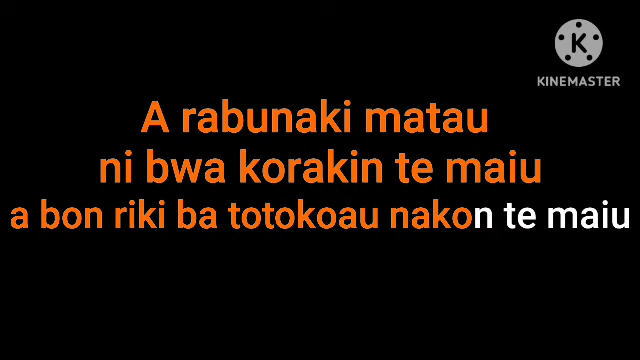 KINEMASTER
A rabunaki matau
ni bwa korakin te maiu
a bon riki ba totokoau nakon te maiu